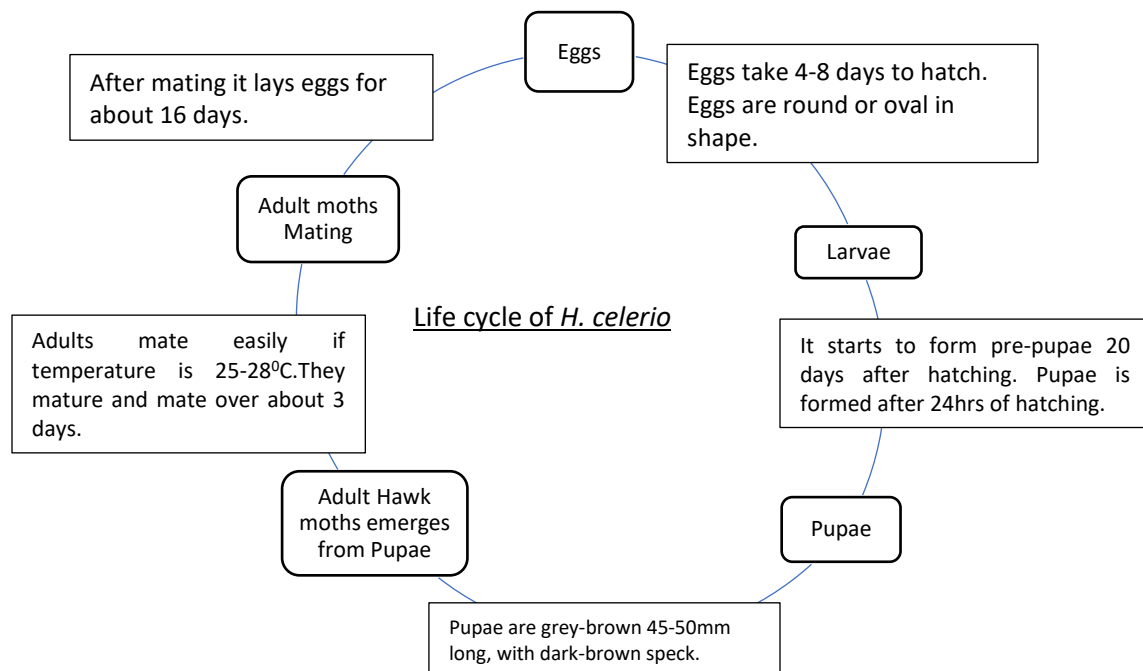 Eggs
Eggs take 4-8 days to hatch.
Eggs are round or oval in
shape.
Larvae
It starts to form pre-pupae 20
days after hatching. Pupae is
formed after 24hrs of hatching.
Pupae
Pupae are grey-brown 45-50mm
long, with dark-brown speck.
Adult Hawk
moths emerges
from Pupae
Adults mate easily if
temperature is 25-28⁰C.They
mature and mate over about 3
days.
Adult moths
Mating
After mating it lays eggs for
about 16 days.
Life cycle of H. celerio